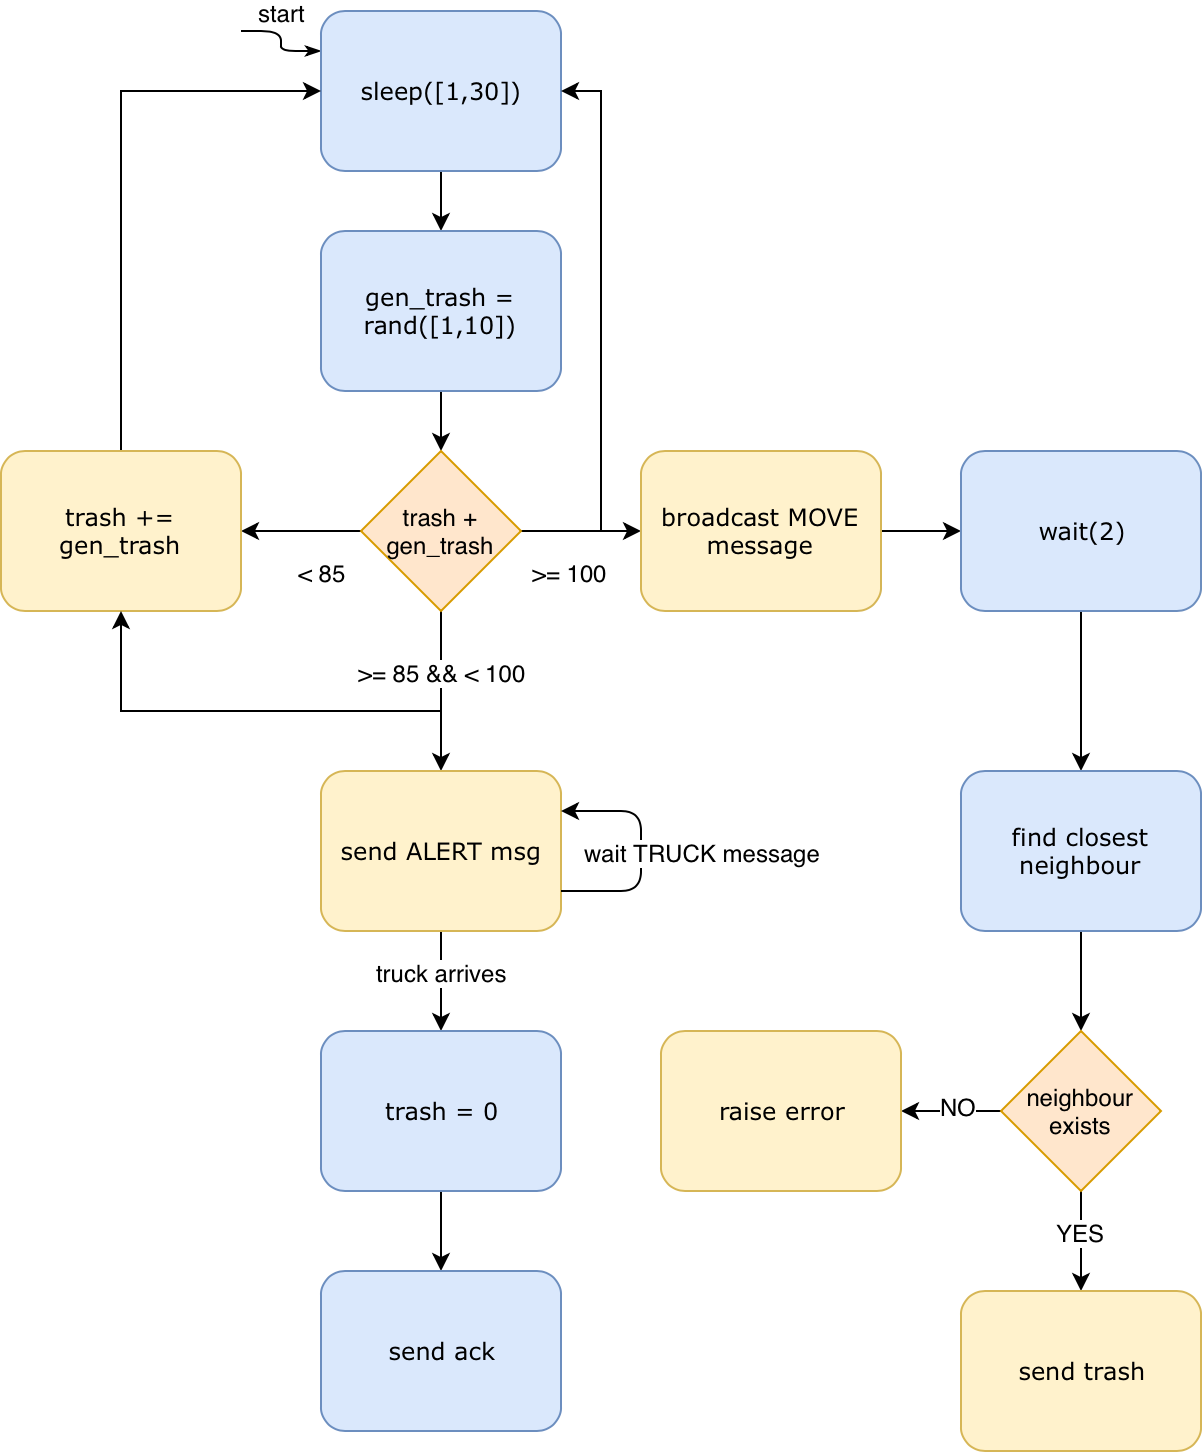 start
sleep([1,30])
gen_trash =
rand([1,10])
trash +=
gen_trash
trash +
gen_trash
broadcast MOVE
message
wait(2)
< 85
>= 100
>= 85 && < 100
send ALERT msg
wait TRUCK message
find closest
neighbour
truck arrives
trash = 0
raise error
NO
neighbour
exists
YES
send ack
send trash